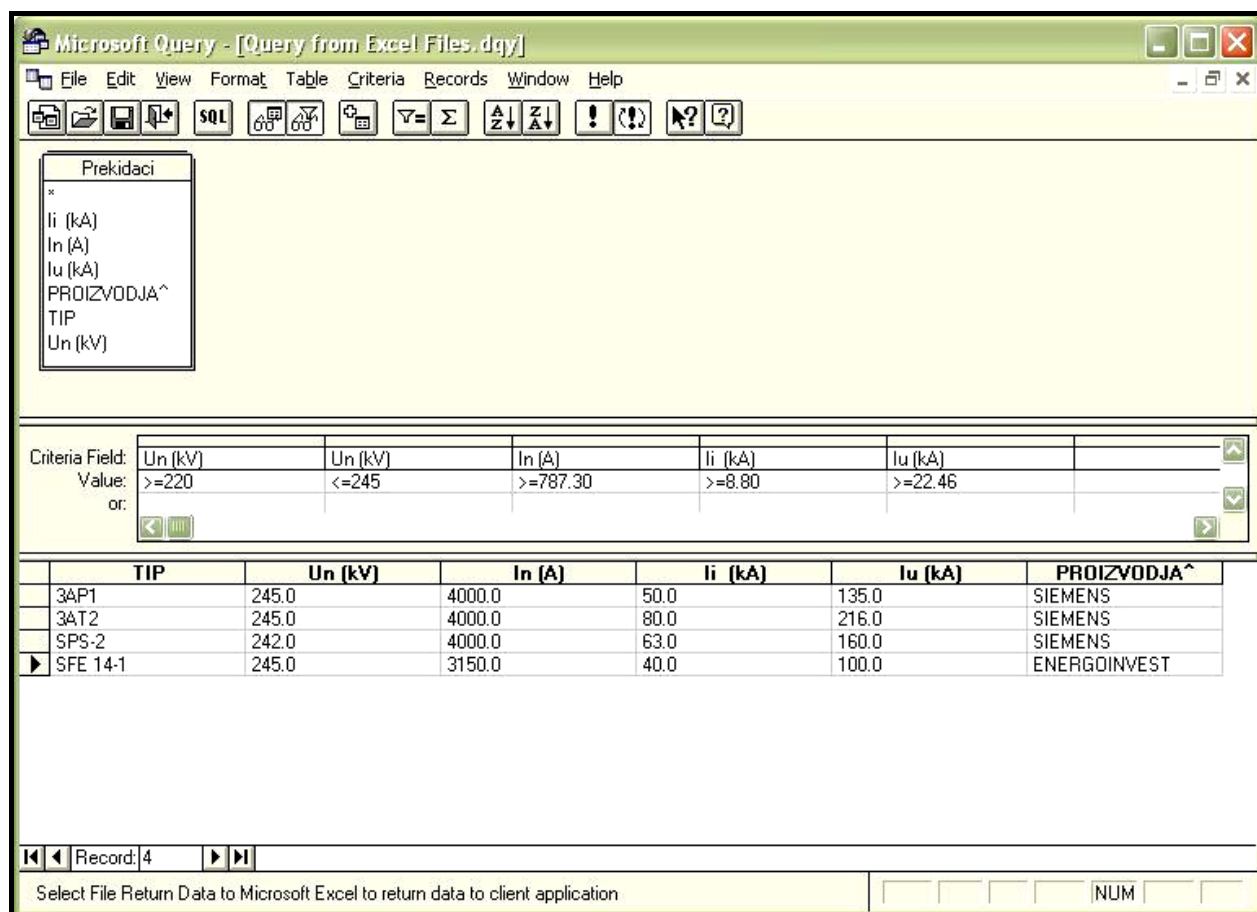 Microsoft Query - [Query from Excel Files.dqy]
File Edit View Format Table Criteria Records Window Help
SQL
Prekidaci
*
Ii (kA)
In (A)
Iu (kA)
PROIZVODJA^
TIP
Un (kV)
Criteria Field: Un (kV) Un (kV) In (A) Ii (kA) Iu (kA)
Value: >=220 <=245 >=787.30 >=8.80 >=22.46
or:
TIP Un (kV) In (A) Ii (kA) Iu (kA) PROIZVODJA^
3AP1 245.0 4000.0 50.0 135.0 SIEMENS
3AT2 245.0 4000.0 80.0 216.0 SIEMENS
SPS-2 242.0 4000.0 63.0 160.0 SIEMENS
SFE 14-1 245.0 3150.0 40.0 100.0 ENERGOINVEST
Record: 4
Select File Return Data to Microsoft Excel to return data to client application NUM